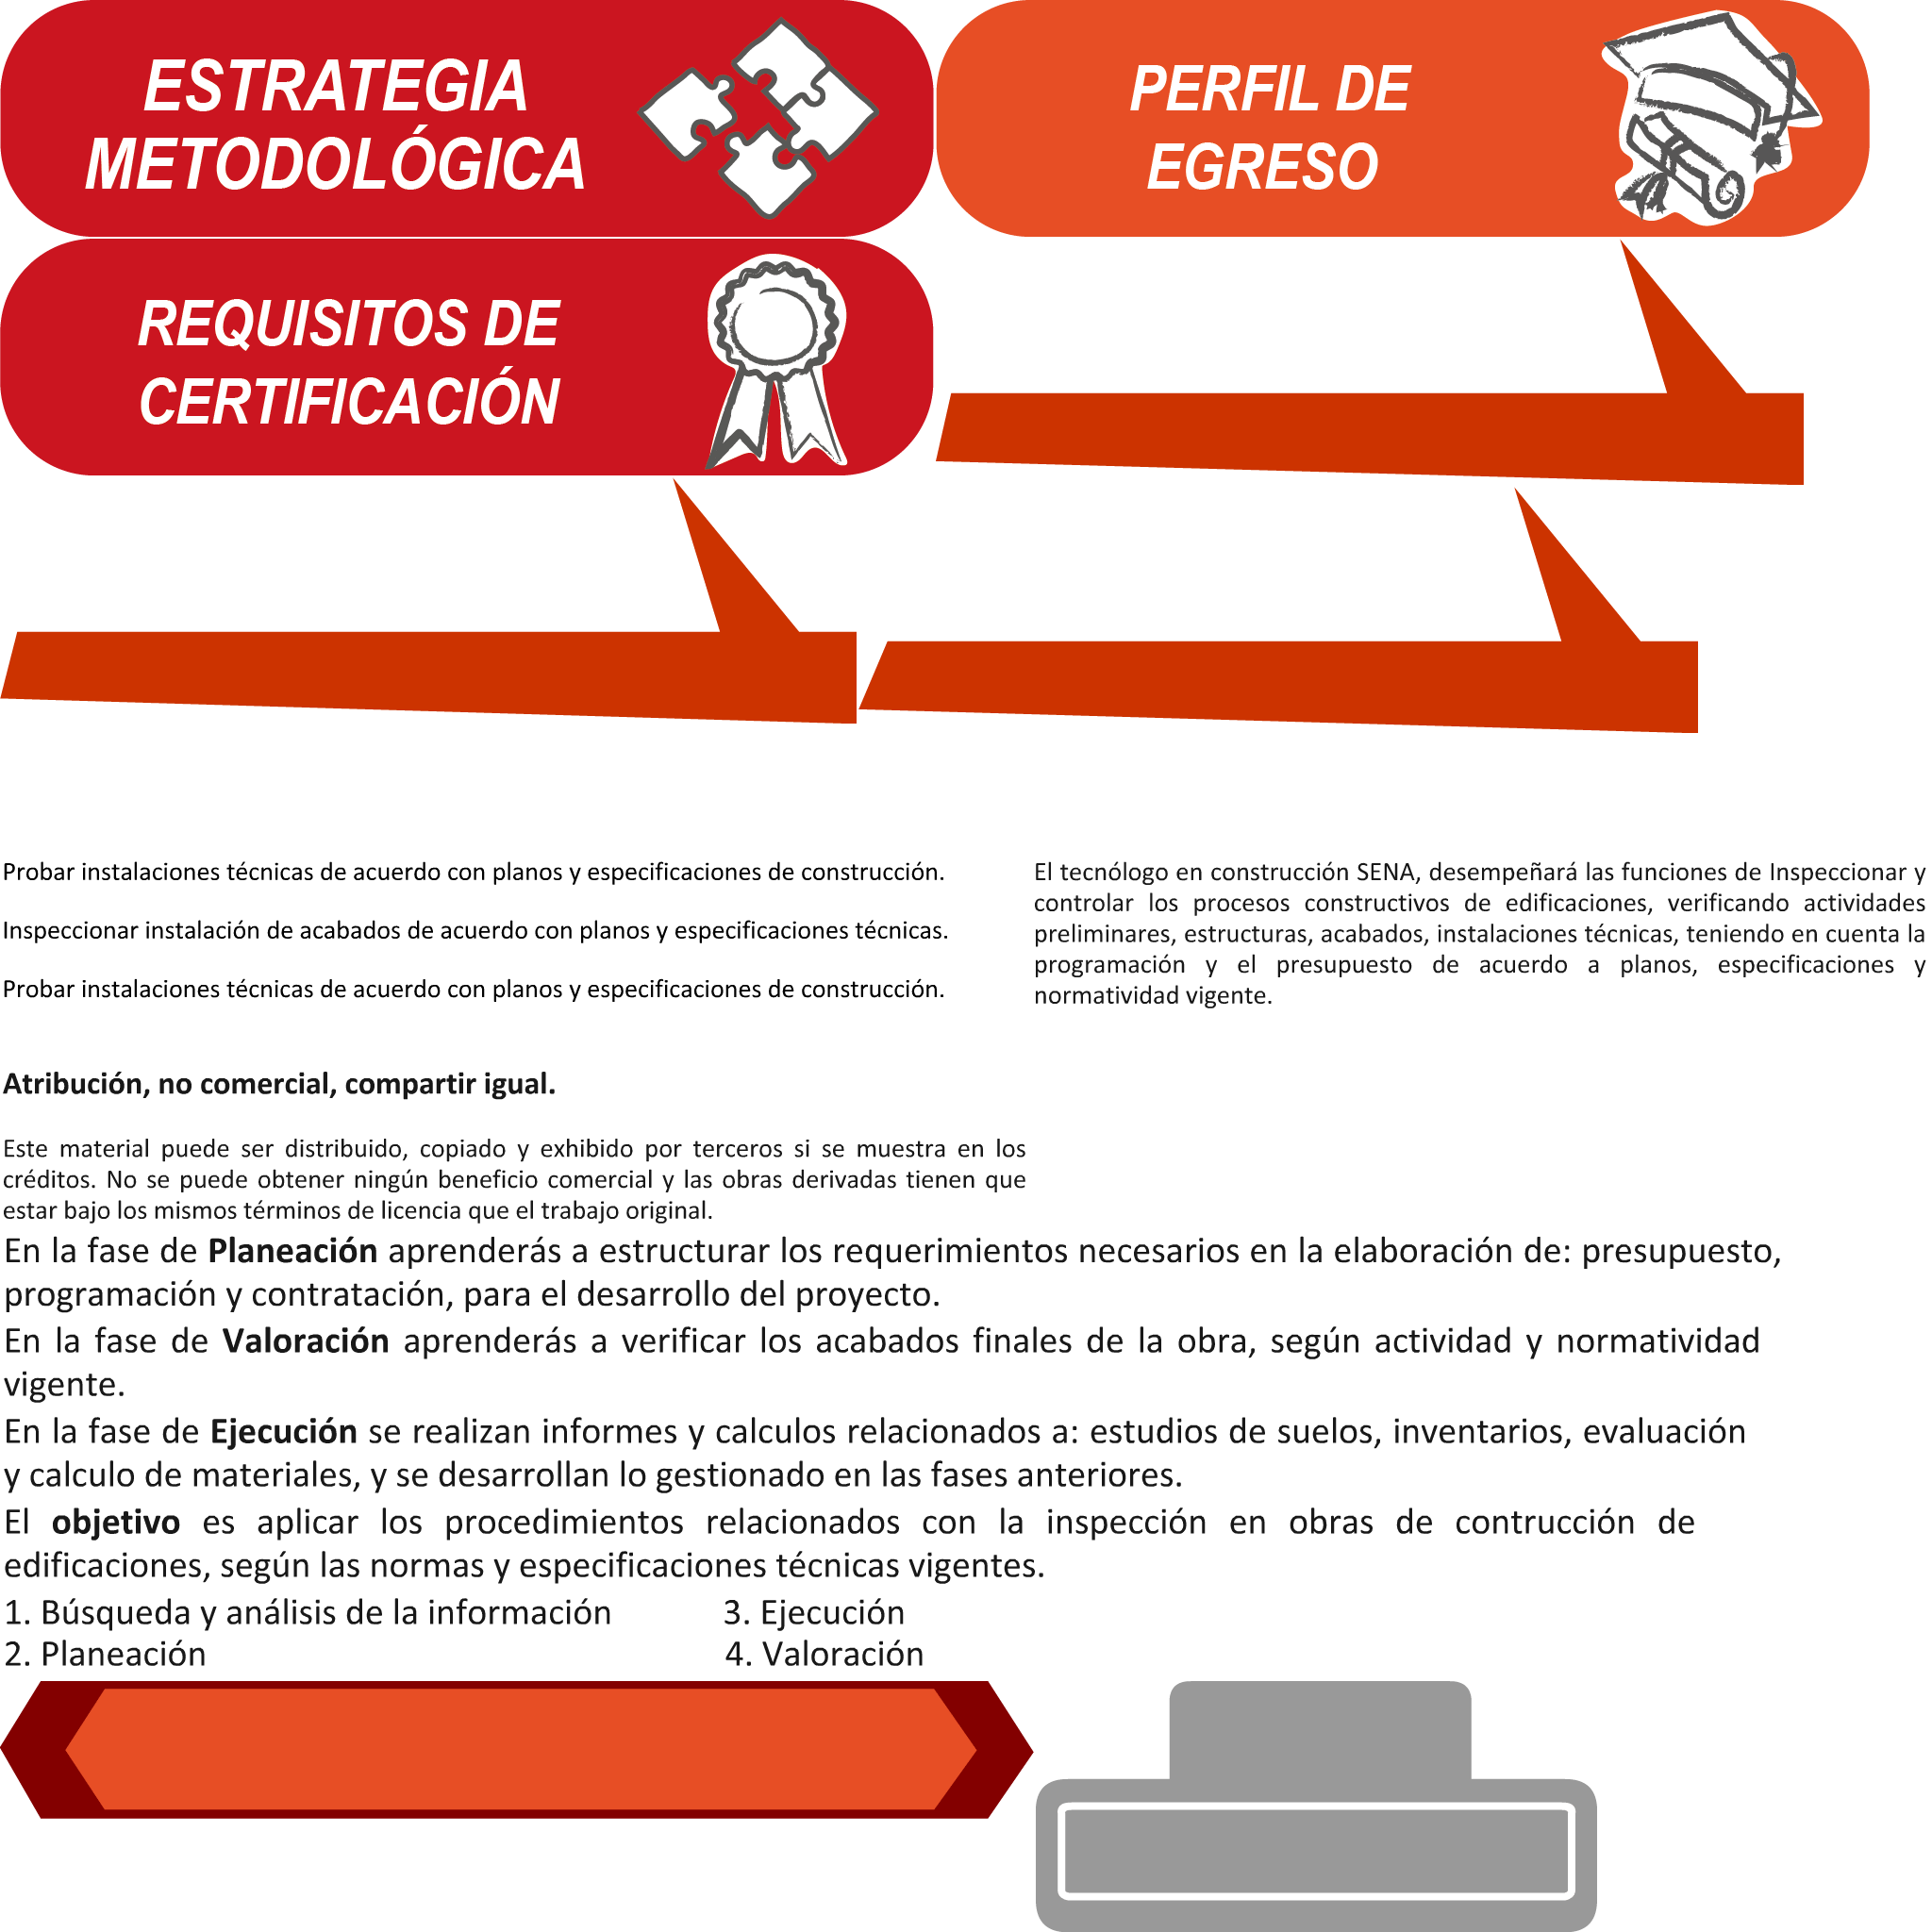 ESTRATEGIA
METODOLÓGICA
PERFIL DE
EGRESO
REQUISITOS DE
CERTIFICACIÓN
Probar instalaciones técnicas de acuerdo con planos y especificaciones de construcción.
Inspeccionar instalación de acabados de acuerdo con planos y especificaciones técnicas.
Probar instalaciones técnicas de acuerdo con planos y especificaciones de construcción.
El tecnólogo en construcción SENA, desempeñará las funciones de Inspeccionar y
controlar los procesos constructivos de edificaciones, verificando actividades
preliminares, estructuras, acabados, instalaciones técnicas, teniendo en cuenta la
programación y el presupuesto de acuerdo a planos, especificaciones y
normatividad vigente.
Atribución, no comercial, compartir igual.
Este material puede ser distribuido, copiado y exhibido por terceros si se muestra en los
créditos. No se puede obtener ningún beneficio comercial y las obras derivadas tienen que
estar bajo los mismos términos de licencia que el trabajo original.
En la fase de Planeación aprenderás a estructurar los requerimientos necesarios en la elaboración de: presupuesto,
programación y contratación, para el desarrollo del proyecto.
En la fase de Valoración aprenderás a verificar los acabados finales de la obra, según actividad y normatividad
vigente.
En la fase de Ejecución se realizan informes y calculos relacionados a: estudios de suelos, inventarios, evaluación
y calculo de materiales, y se desarrollan lo gestionado en las fases anteriores.
El objetivo es aplicar los procedimientos relacionados con la inspección en obras de contrucción de
edificaciones, según las normas y especificaciones técnicas vigentes.
1. Búsqueda y análisis de la información 3. Ejecución
2. Planeación 4. Valoración